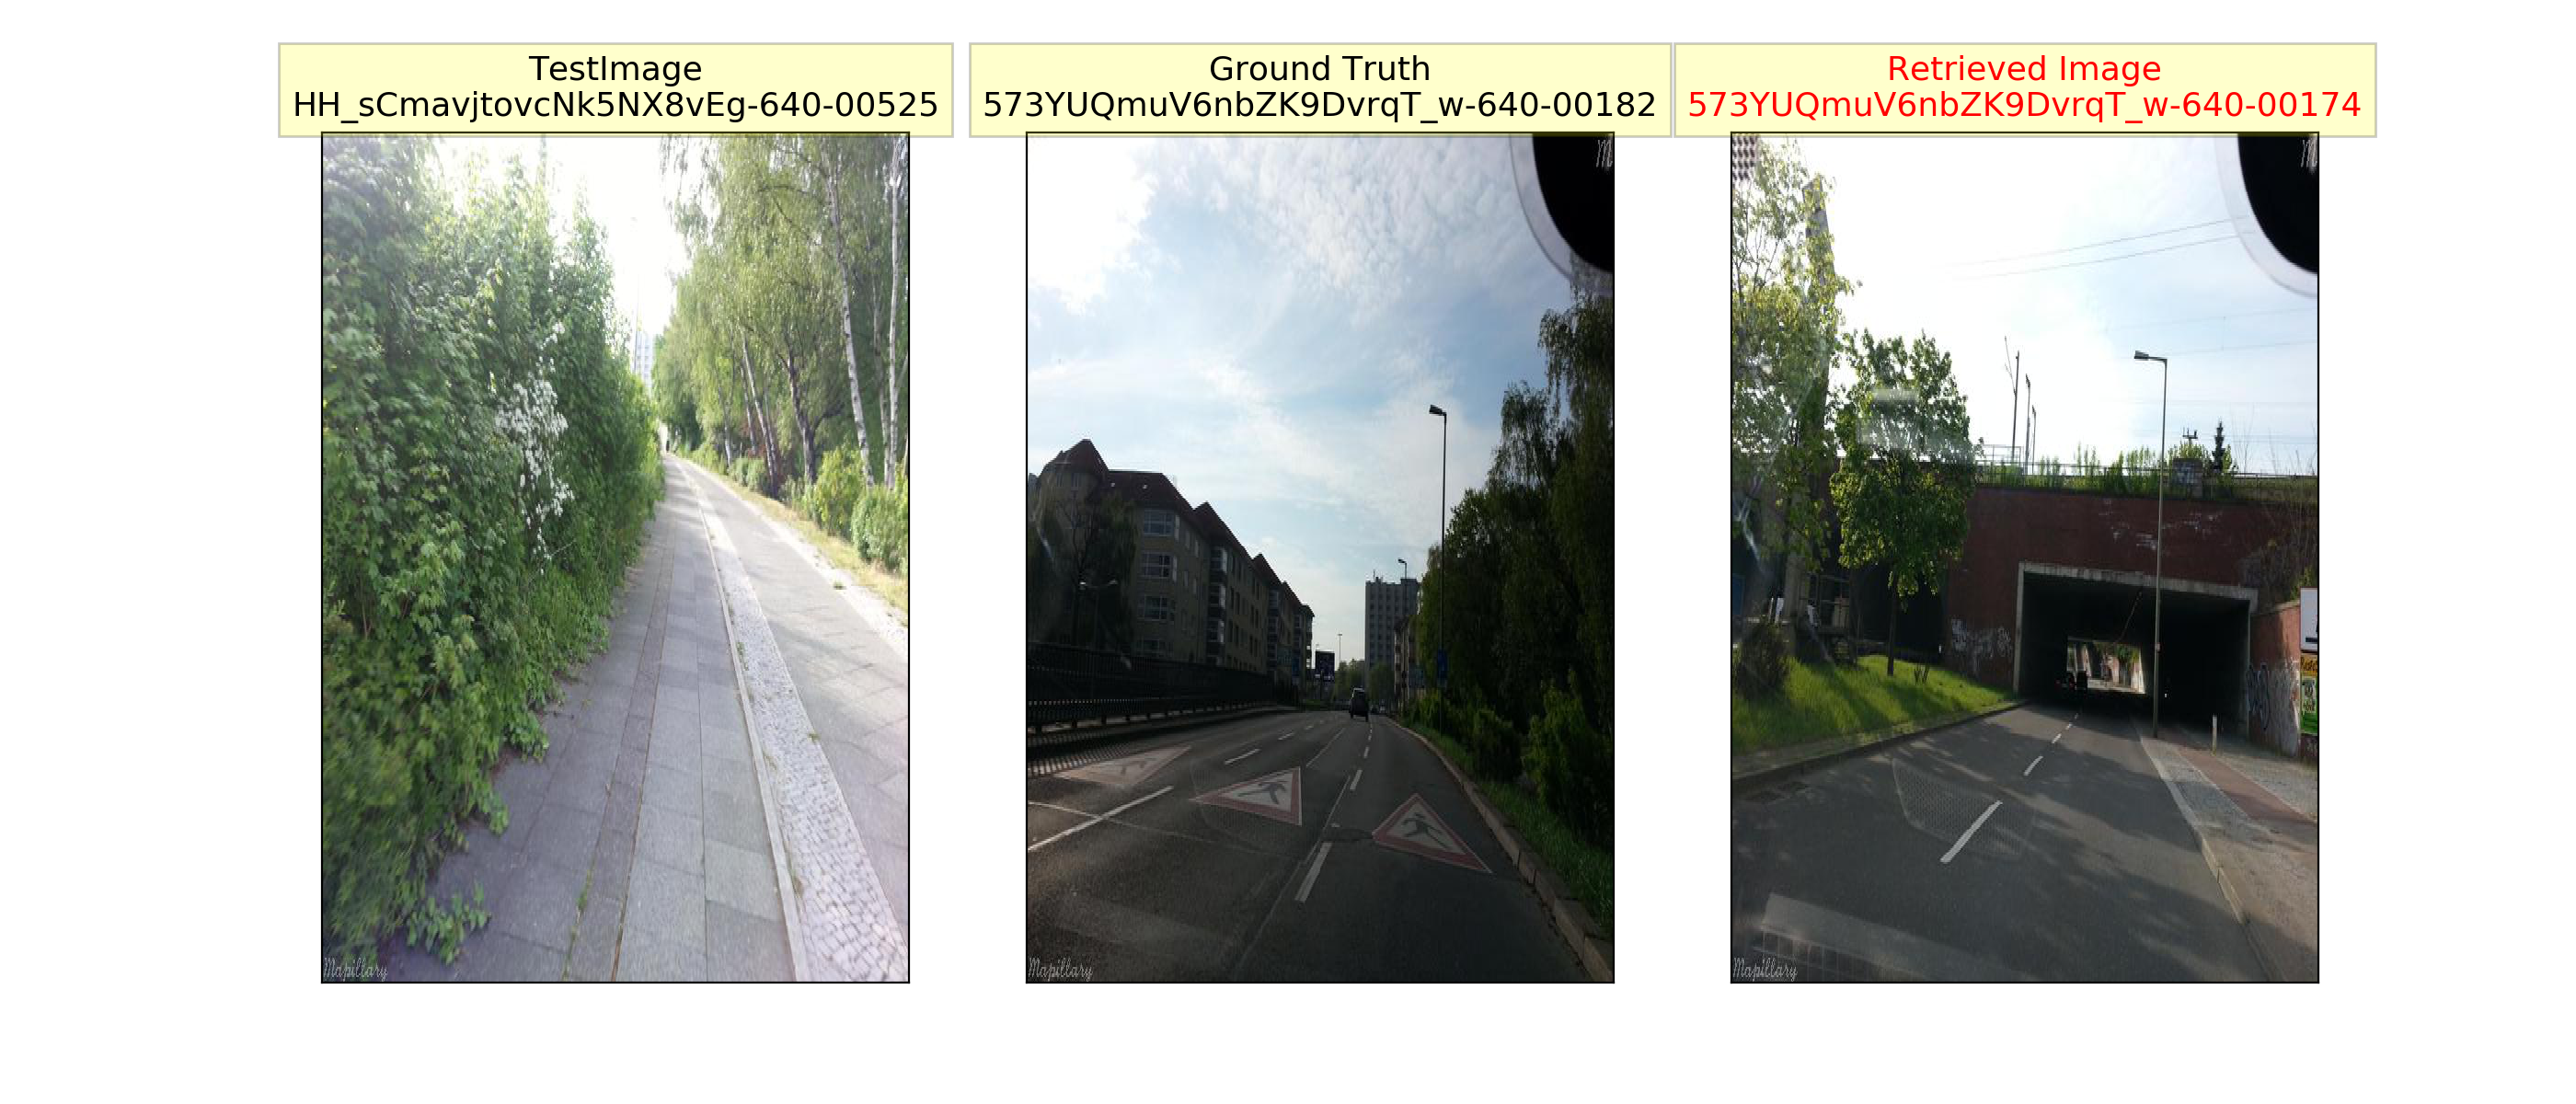 TestImage
HH_sCmavjtovcNk5NX8vEg-640-00525
Ground Truth
573YUQmuV6nbZK9DvrqT_w-640-00182
Retrieved Image
573YUQmuV6nbZK9DvrqT_w-640-00174
M
M
Mapillary
Mapillary
Mapillary